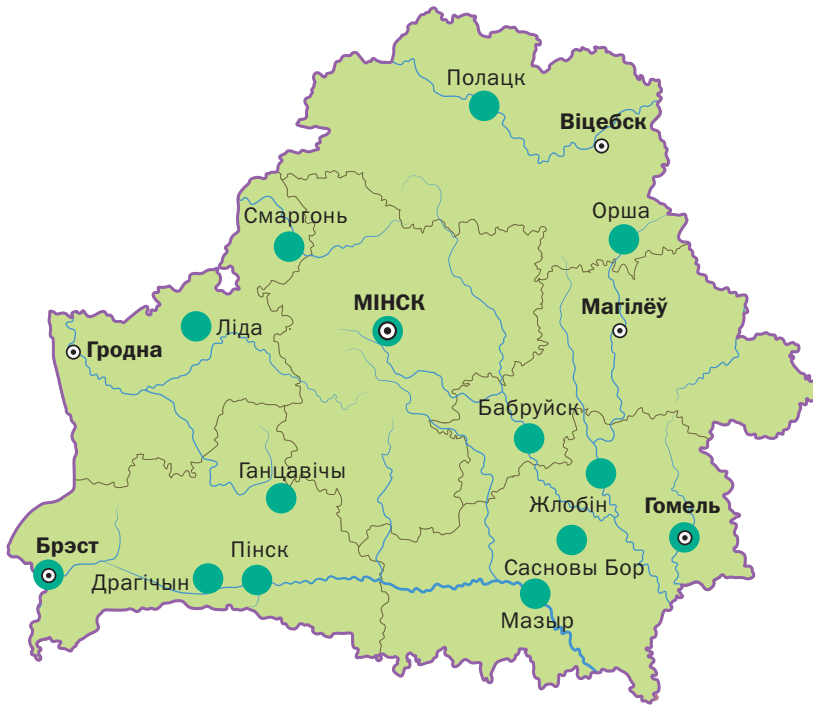 Полацк
Віцебск
Смаргонь
Орша
МІНСК
Магілёў
Ліда
Гродна
Бабруйск
Ганцавічы
Жлобін
Гомель
Брэст
Пінск
Драгічын
Сасновы Бор
Мазыр